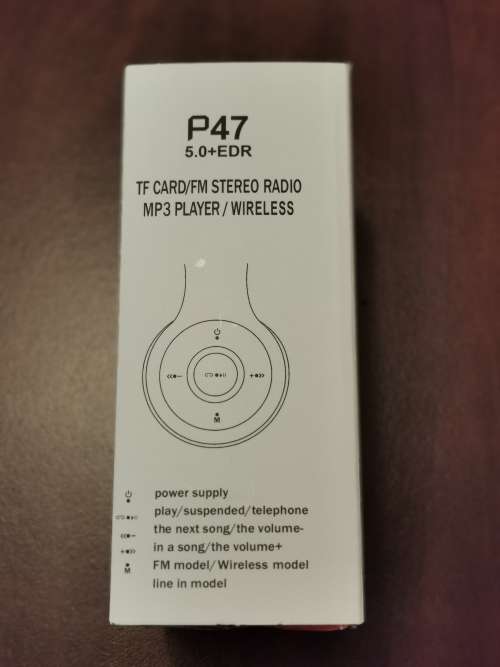 P47
5.0+EDR
TF CARD/FM STEREO RADIO
MP3 PLAYER / WIRELESS
M
power supply
play/suspended/telephone
the next song/the volume-
in a song/the volume+
M FM model/ Wireless model
line in model